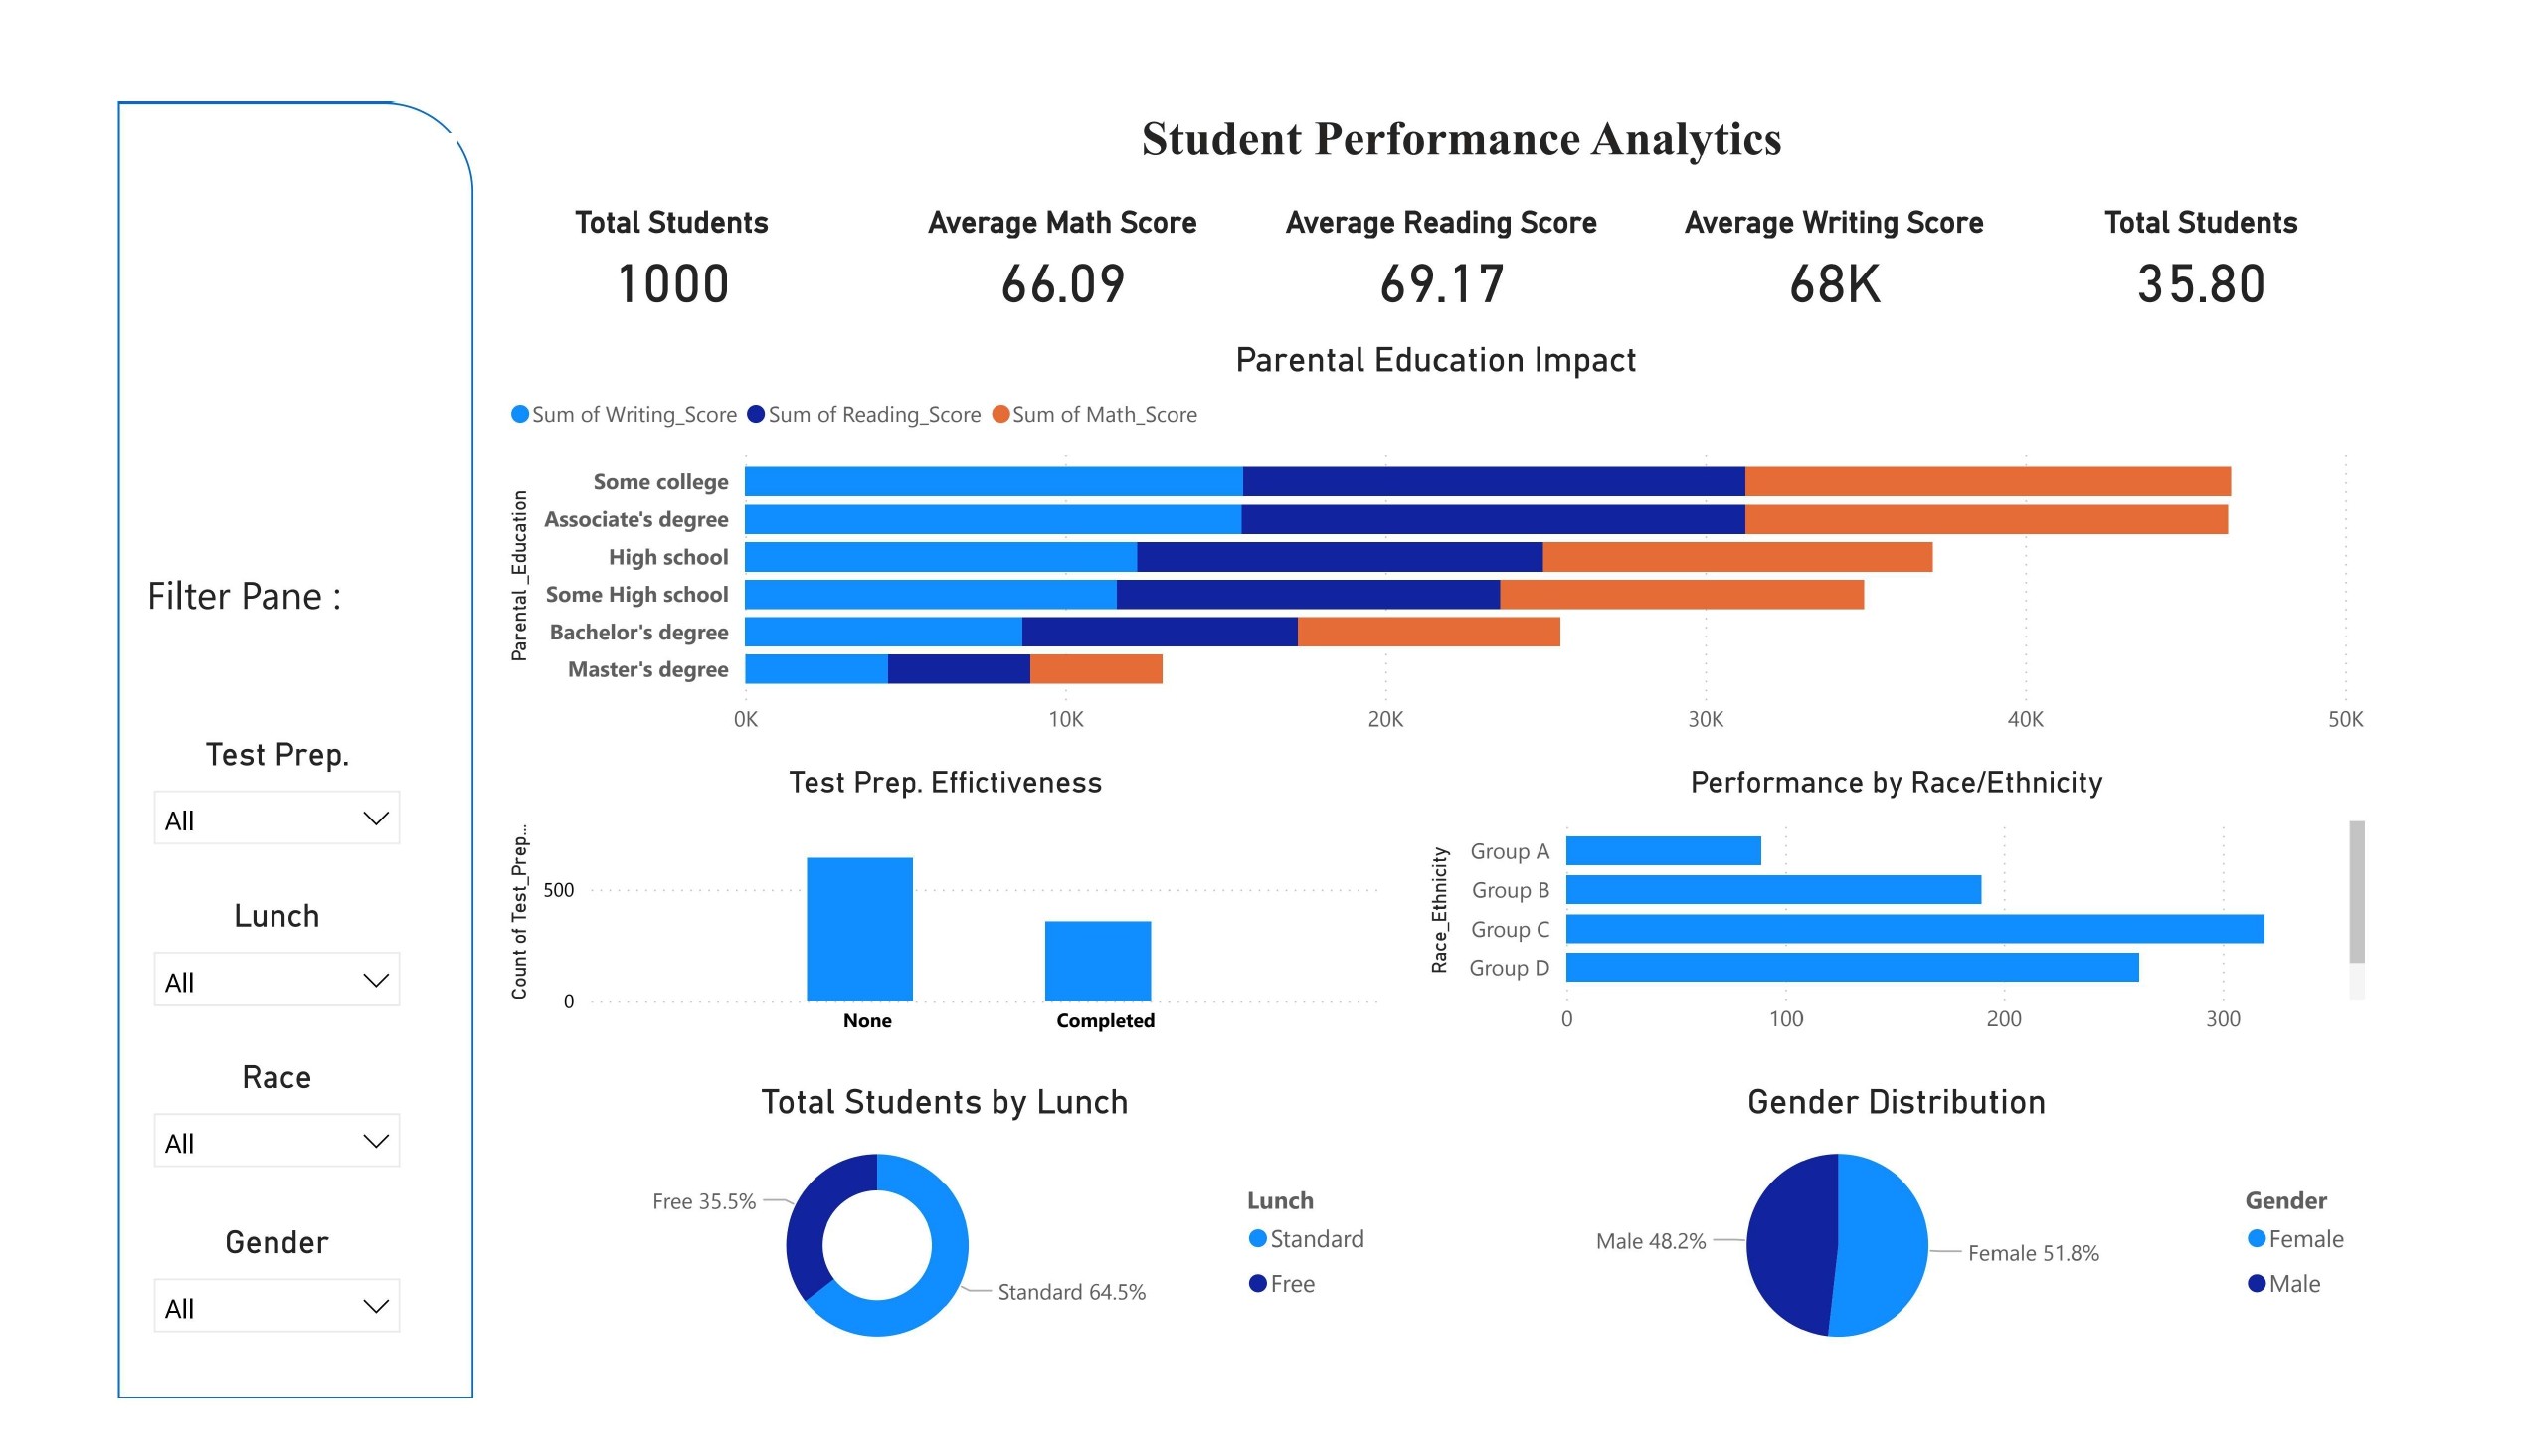 Student Performance Analytics
Total Students
Average Math Score
Average Reading Score
Average Writing Score
Total Students
1000
66.09
69.17
68K
35.80
Parental Education Impact
Sum of Writing_Score
Sum of Reading_Score
Sum of Math_Score
Parental _Education
Some college
Associate's degree
High school
Some High school
Bachelor's degree
Master's degree
0K
10K
20K
30K
40K
50K
Filter Pane :
Test Prep.
All
Lunch
All
Race
All
Gender
All
Test Prep. Effictiveness
Count of Test_Prep...
500
0
None
Completed
Performance by Race/Ethnicity
Race_Ethnicity
Group A
Group B
Group C
Group D
0
100
200
300
Total Students by Lunch
Free 35.5%
Standard 64.5%
Lunch
Standard
Free
Gender Distribution
Male 48.2%
Female 51.8%
Gender
Female
Male